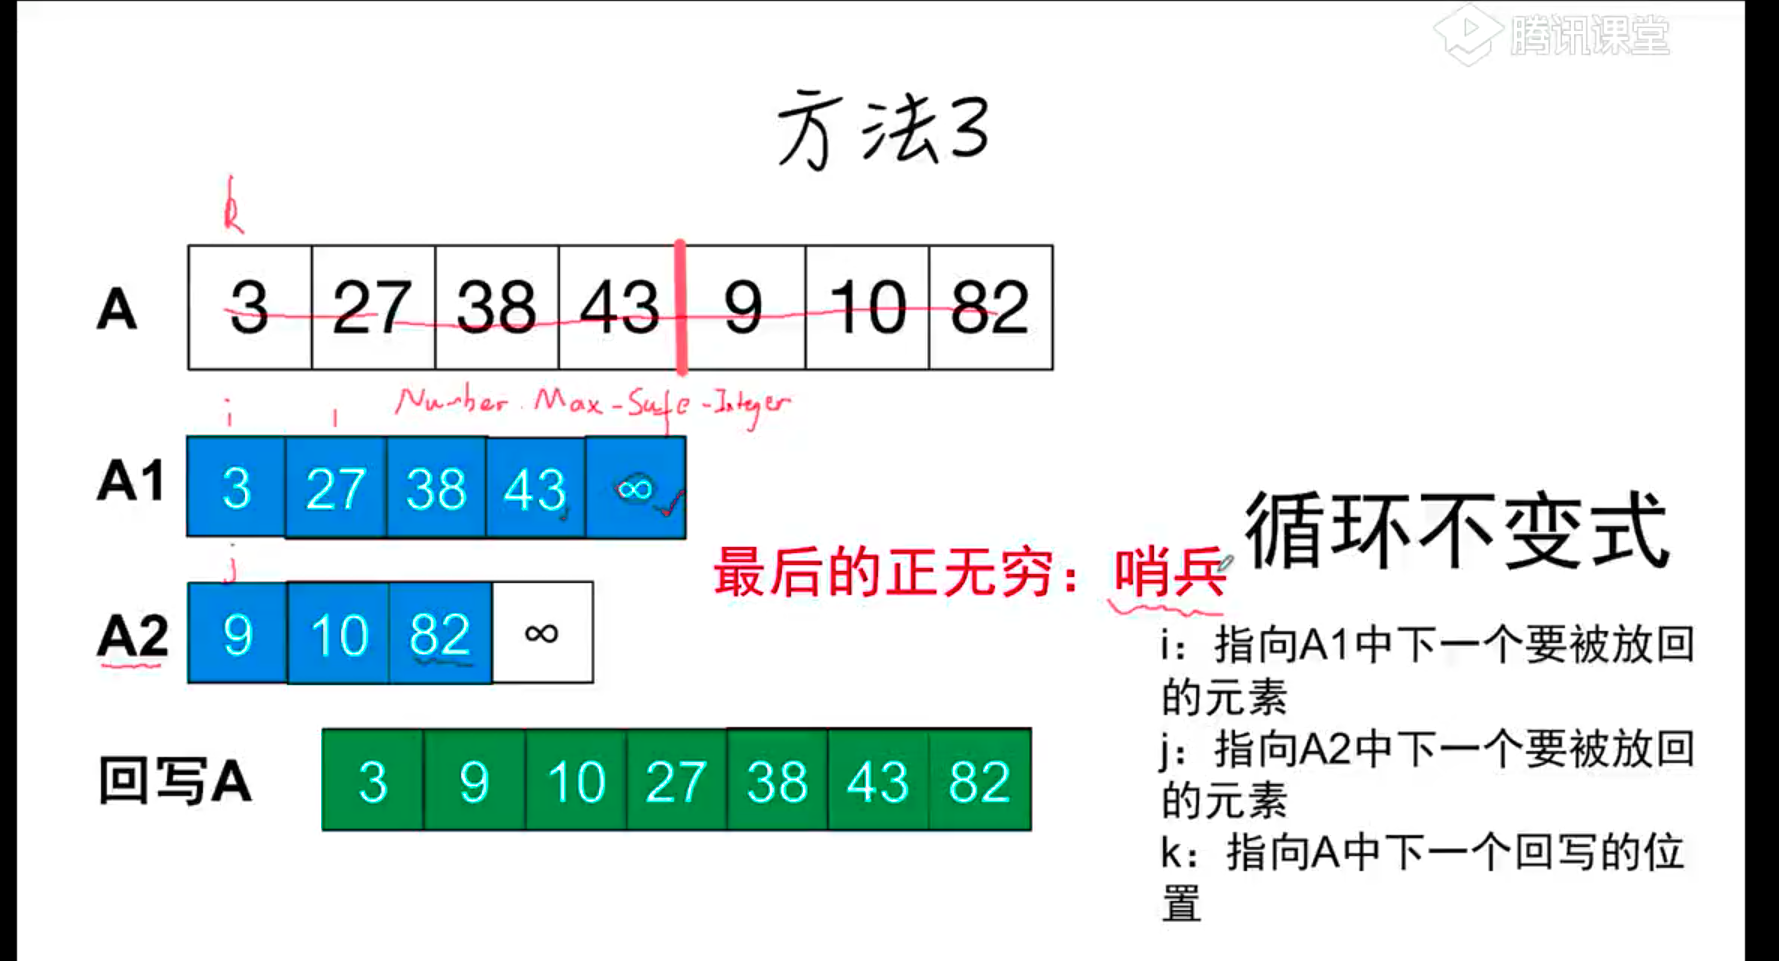 腾讯课堂
方法3
k
A 3 27 38 43 9 10 82
i
Number.Max-Safe-Integer
A1 3 27 38 43 ∞
j
A2 9 10 82 ∞
最后的正无穷：哨兵
回写A 3 9 10 27 38 43 82
循环不变式
i：指向A1中下一个要被放回
的元素
j：指向A2中下一个要被放回
的元素
k：指向A中下一个回写的位
置